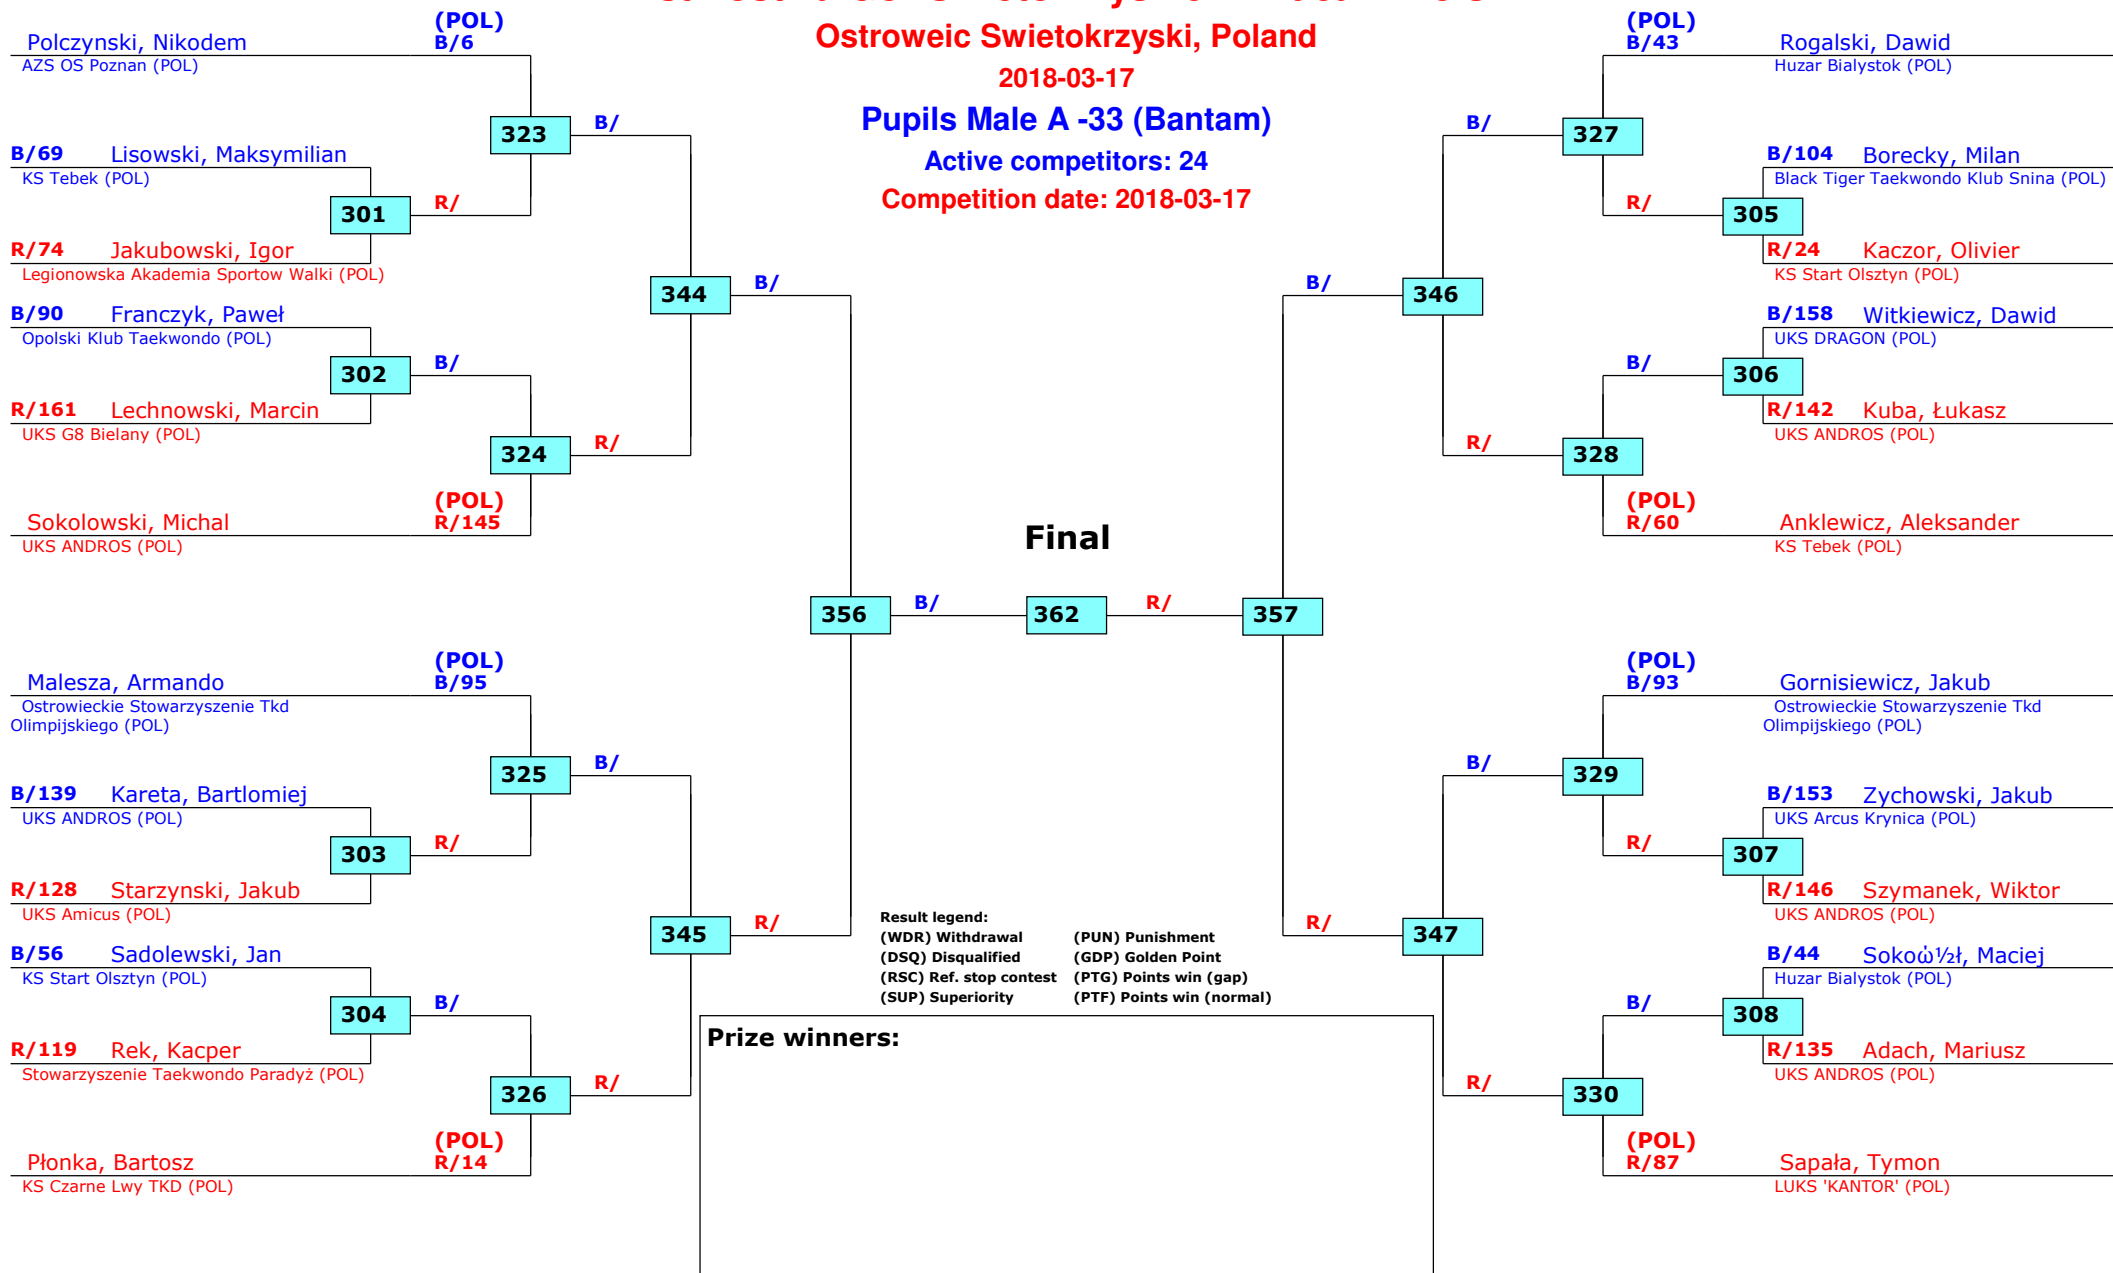 Ostroweic Swietokrzyski, Poland
2018-03-17
Pupils Male A -33 (Bantam)
Active competitors: 24
Competition date: 2018-03-17
(POL)
Polczynski, Nikodem B/6
AZS OS Poznan (POL)
323
B/
B/69 Lisowski, Maksymilian
KS Tebek (POL)
301
R/
R/74 Jakubowski, Igor
Legionowska Akademia Sportow Walki (POL)
344
B/
B/90 Franczyk, Paweł
Opolski Klub Taekwondo (POL)
302
B/
R/161 Lechnowski, Marcin
UKS G8 Bielany (POL)
324
R/
(POL)
Sokolowski, Michal R/145
UKS ANDROS (POL)
Final
356
B/
362
R/
357
(POL)
Malesza, Armando B/95
Ostrowieckie Stowarzyszenie Tkd
Olimpijskiego (POL)
325
B/
B/139 Kareta, Bartlomiej
UKS ANDROS (POL)
303
R/
R/128 Starzynski, Jakub
UKS Amicus (POL)
345
R/
B/56 Sadolewski, Jan
KS Start Olsztyn (POL)
304
B/
R/119 Rek, Kacper
Stowarzyszenie Taekwondo Paradyż (POL)
326
R/
(POL)
Płonka, Bartosz R/14
KS Czarne Lwy TKD (POL)
(POL)
B/43 Rogalski, Dawid
Huzar Bialystok (POL)
B/
327
B/104 Borecky, Milan
Black Tiger Taekwondo Klub Snina (POL)
R/
305
R/24 Kaczor, Olivier
KS Start Olsztyn (POL)
B/
346
B/158 Witkiewicz, Dawid
UKS DRAGON (POL)
B/
306
R/142 Kuba, Łukasz
UKS ANDROS (POL)
R/
328
(POL)
R/60 Anklewicz, Aleksander
KS Tebek (POL)
(POL)
B/93 Gornisiewicz, Jakub
Ostrowieckie Stowarzyszenie Tkd
Olimpijskiego (POL)
B/
329
B/153 Zychowski, Jakub
UKS Arcus Krynica (POL)
R/
307
R/146 Szymanek, Wiktor
UKS ANDROS (POL)
R/
347
B/44 Sokoώ½ł, Maciej
Huzar Bialystok (POL)
B/
308
R/135 Adach, Mariusz
UKS ANDROS (POL)
R/
330
(POL)
R/87 Sapała, Tymon
LUKS 'KANTOR' (POL)
Result legend:
(WDR) Withdrawal (PUN) Punishment
(DSQ) Disqualified (GDP) Golden Point
(RSC) Ref. stop contest (PTG) Points win (gap)
(SUP) Superiority (PTF) Points win (normal)
Prize winners: